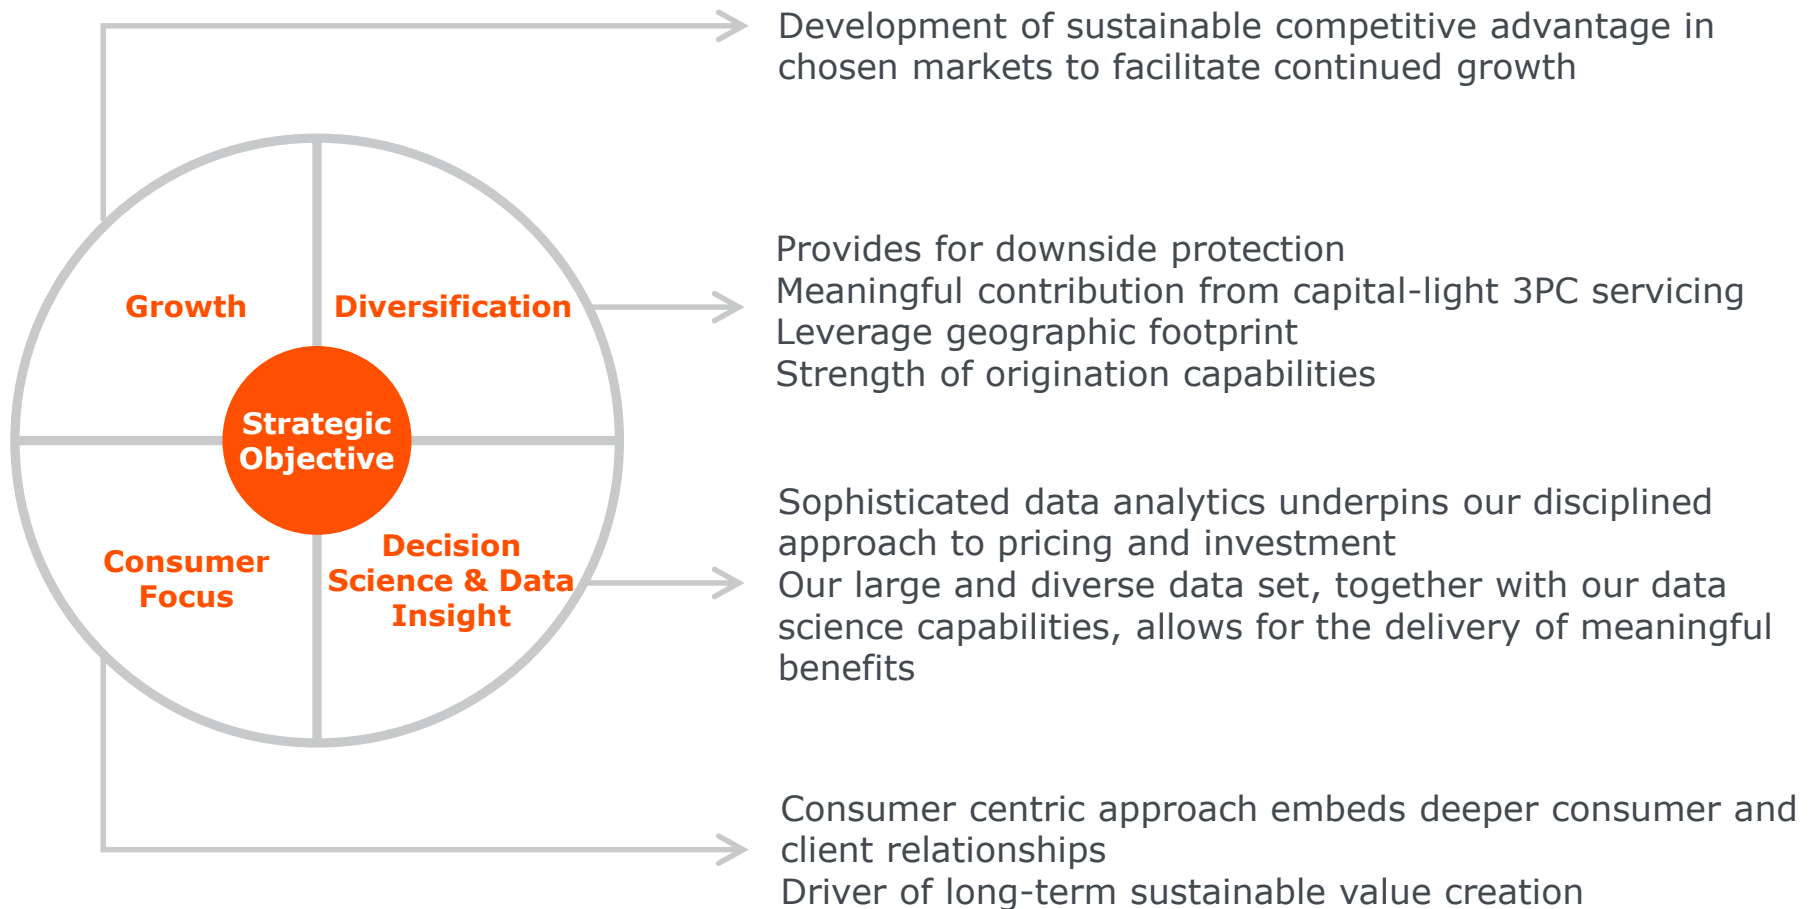 Development of sustainable competitive advantage in
chosen markets to facilitate continued growth
Growth
Diversification
Provides for downside protection
Meaningful contribution from capital-light 3PC servicing
Leverage geographic footprint
Strength of origination capabilities
Strategic
Objective
Consumer
Focus
Decision
Science & Data
Insight
Sophisticated data analytics underpins our disciplined
approach to pricing and investment
Our large and diverse data set, together with our data
science capabilities, allows for the delivery of meaningful
benefits
Consumer centric approach embeds deeper consumer and
client relationships
Driver of long-term sustainable value creation